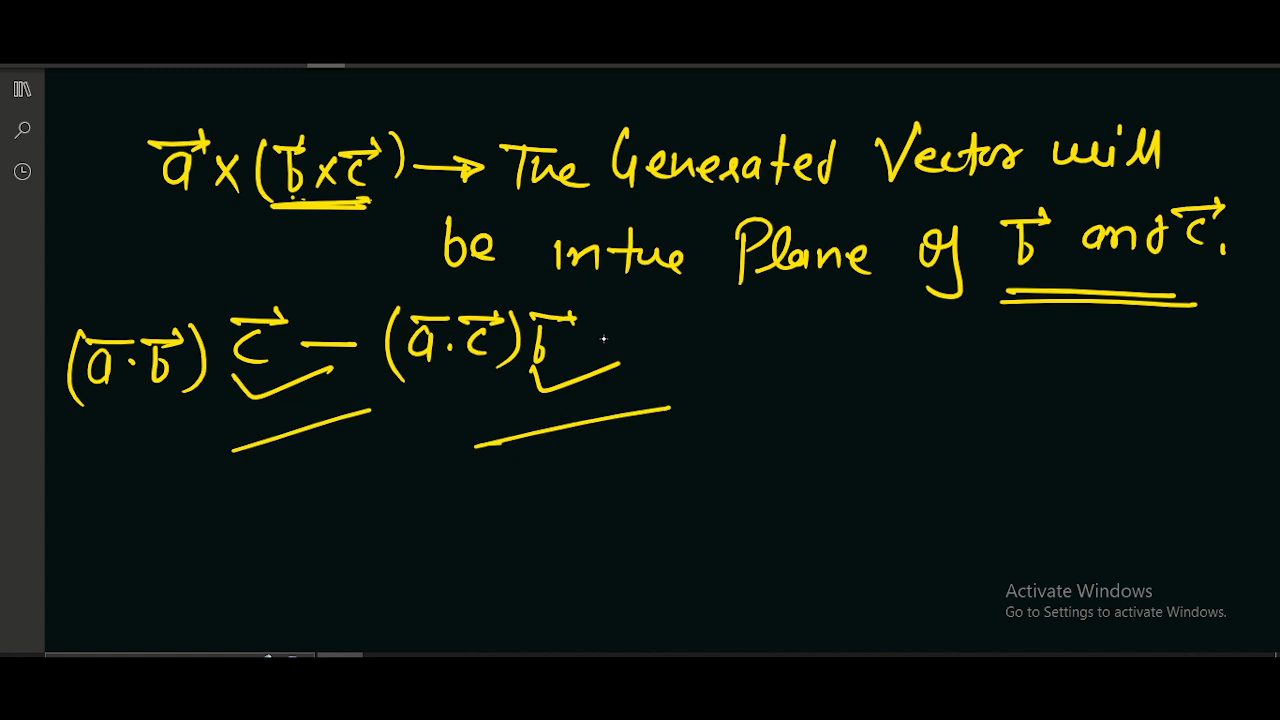 a⃗ × (b⃗ × c⃗) → The Generated Vector will
be in the Plane of b⃗ and c⃗.
(a⃗ · b⃗) c⃗ — (a⃗ · c⃗) b⃗
Activate Windows
Go to Settings to activate Windows.